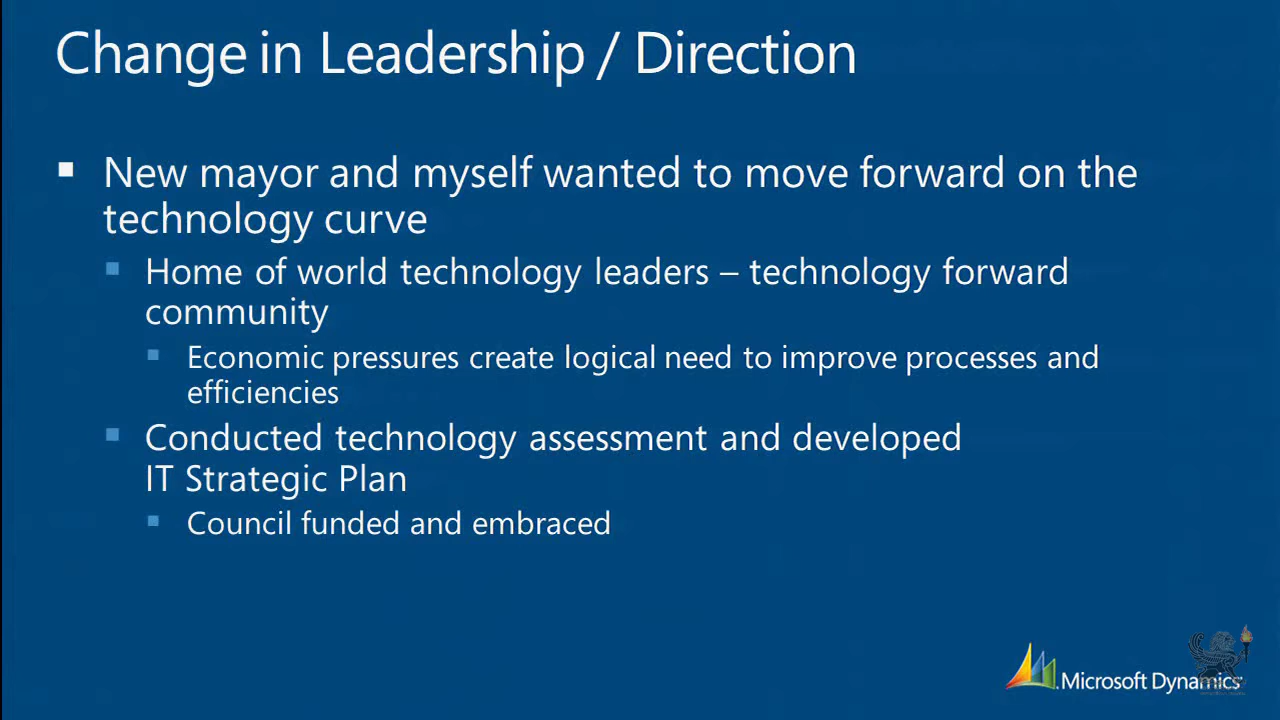 Change in Leadership / Direction
New mayor and myself wanted to move forward on the
technology curve
Home of world technology leaders – technology forward
community
Economic pressures create logical need to improve processes and
efficiencies
Conducted technology assessment and developed
IT Strategic Plan
Council funded and embraced
Microsoft Dynamics